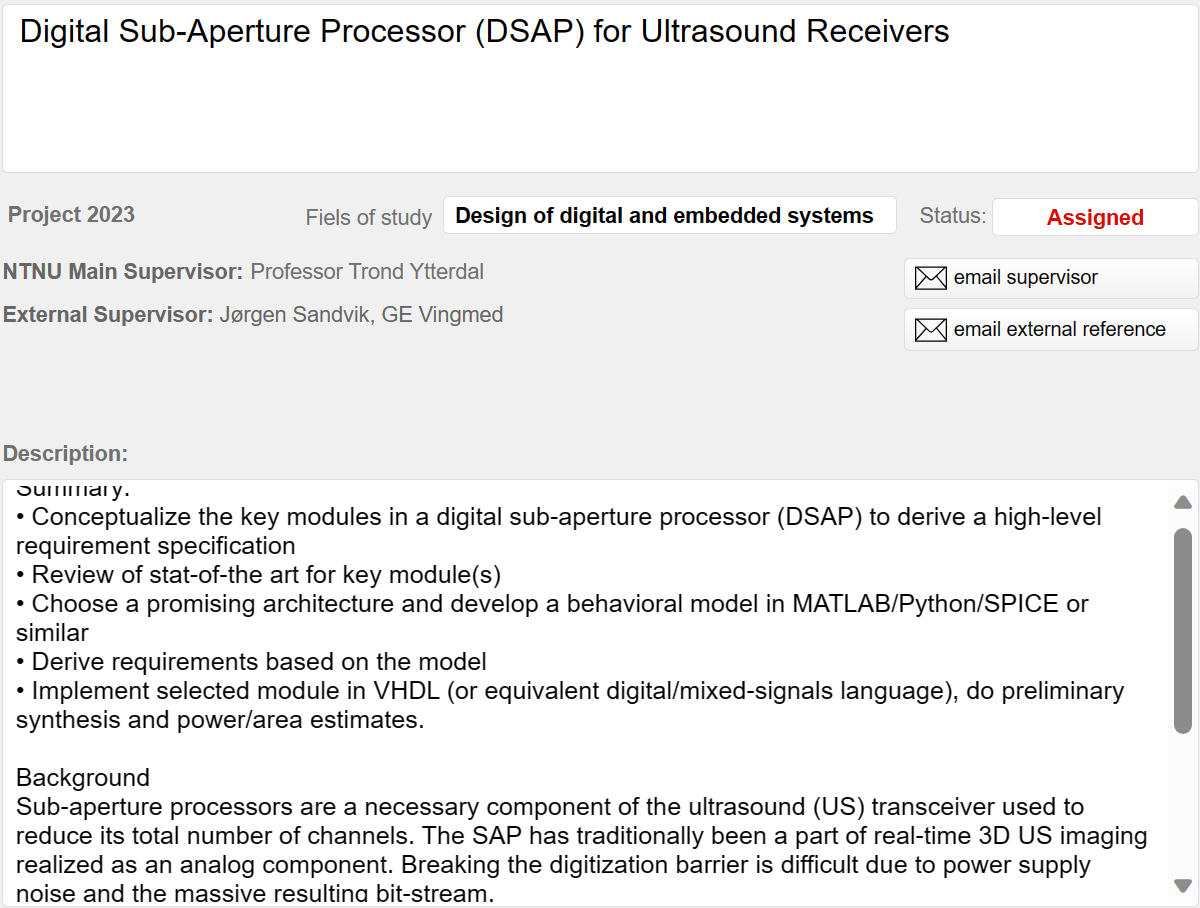 Digital Sub-Aperture Processor (DSAP) for Ultrasound Receivers
Project 2023
Fiels of study
Design of digital and embedded systems
Status:
Assigned
NTNU Main Supervisor: Professor Trond Ytterdal
email supervisor
External Supervisor: Jørgen Sandvik, GE Vingmed
email external reference
Description:
Summary:
• Conceptualize the key modules in a digital sub-aperture processor (DSAP) to derive a high-level
requirement specification
• Review of stat-of-the art for key module(s)
• Choose a promising architecture and develop a behavioral model in MATLAB/Python/SPICE or
similar
• Derive requirements based on the model
• Implement selected module in VHDL (or equivalent digital/mixed-signals language), do preliminary
synthesis and power/area estimates.
Background
Sub-aperture processors are a necessary component of the ultrasound (US) transceiver used to
reduce its total number of channels. The SAP has traditionally been a part of real-time 3D US imaging
realized as an analog component. Breaking the digitization barrier is difficult due to power supply
noise and the massive resulting bit-stream.